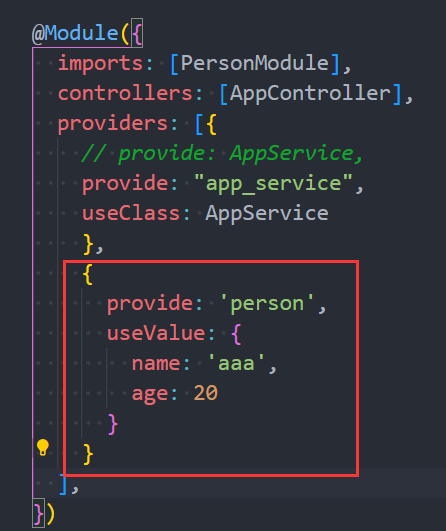 @Module({
imports: [PersonModule],
controllers: [AppController],
providers: [{
// provide: AppService,
provide: "app_service",
useClass: AppService
},
{
provide: 'person',
useValue: {
name: 'aaa',
age: 20
}
}
],
})